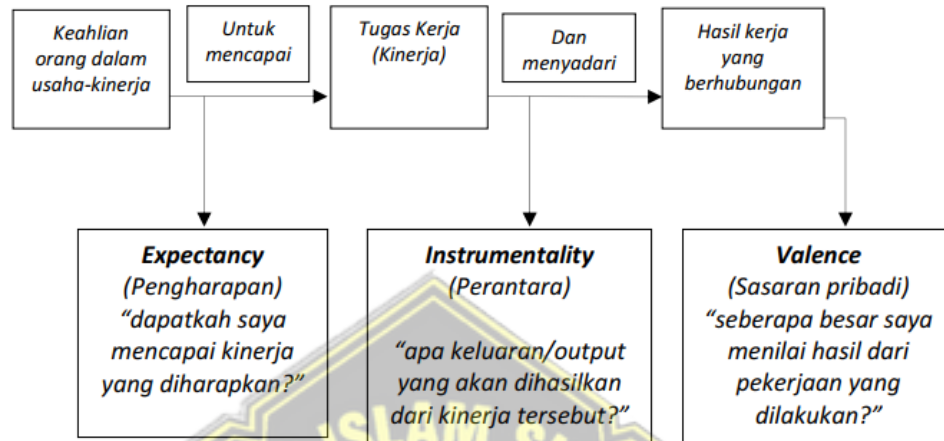 Keahlian
orang dalam
usaha-kinerja
Untuk
mencapai
Tugas Kerja
(Kinerja)
Dan
menyadari
Hasil kerja
yang
berhubungan
Expectancy
(Pengharapan)
“dapatkah saya
mencapai kinerja
yang diharapkan?”
Instrumentality
(Perantara)
“apa keluaran/output
yang akan dihasilkan
dari kinerja tersebut?”
Valence
(Sasaran pribadi)
“seberapa besar saya
menilai hasil dari
pekerjaan yang
dilakukan?”
ISLAM